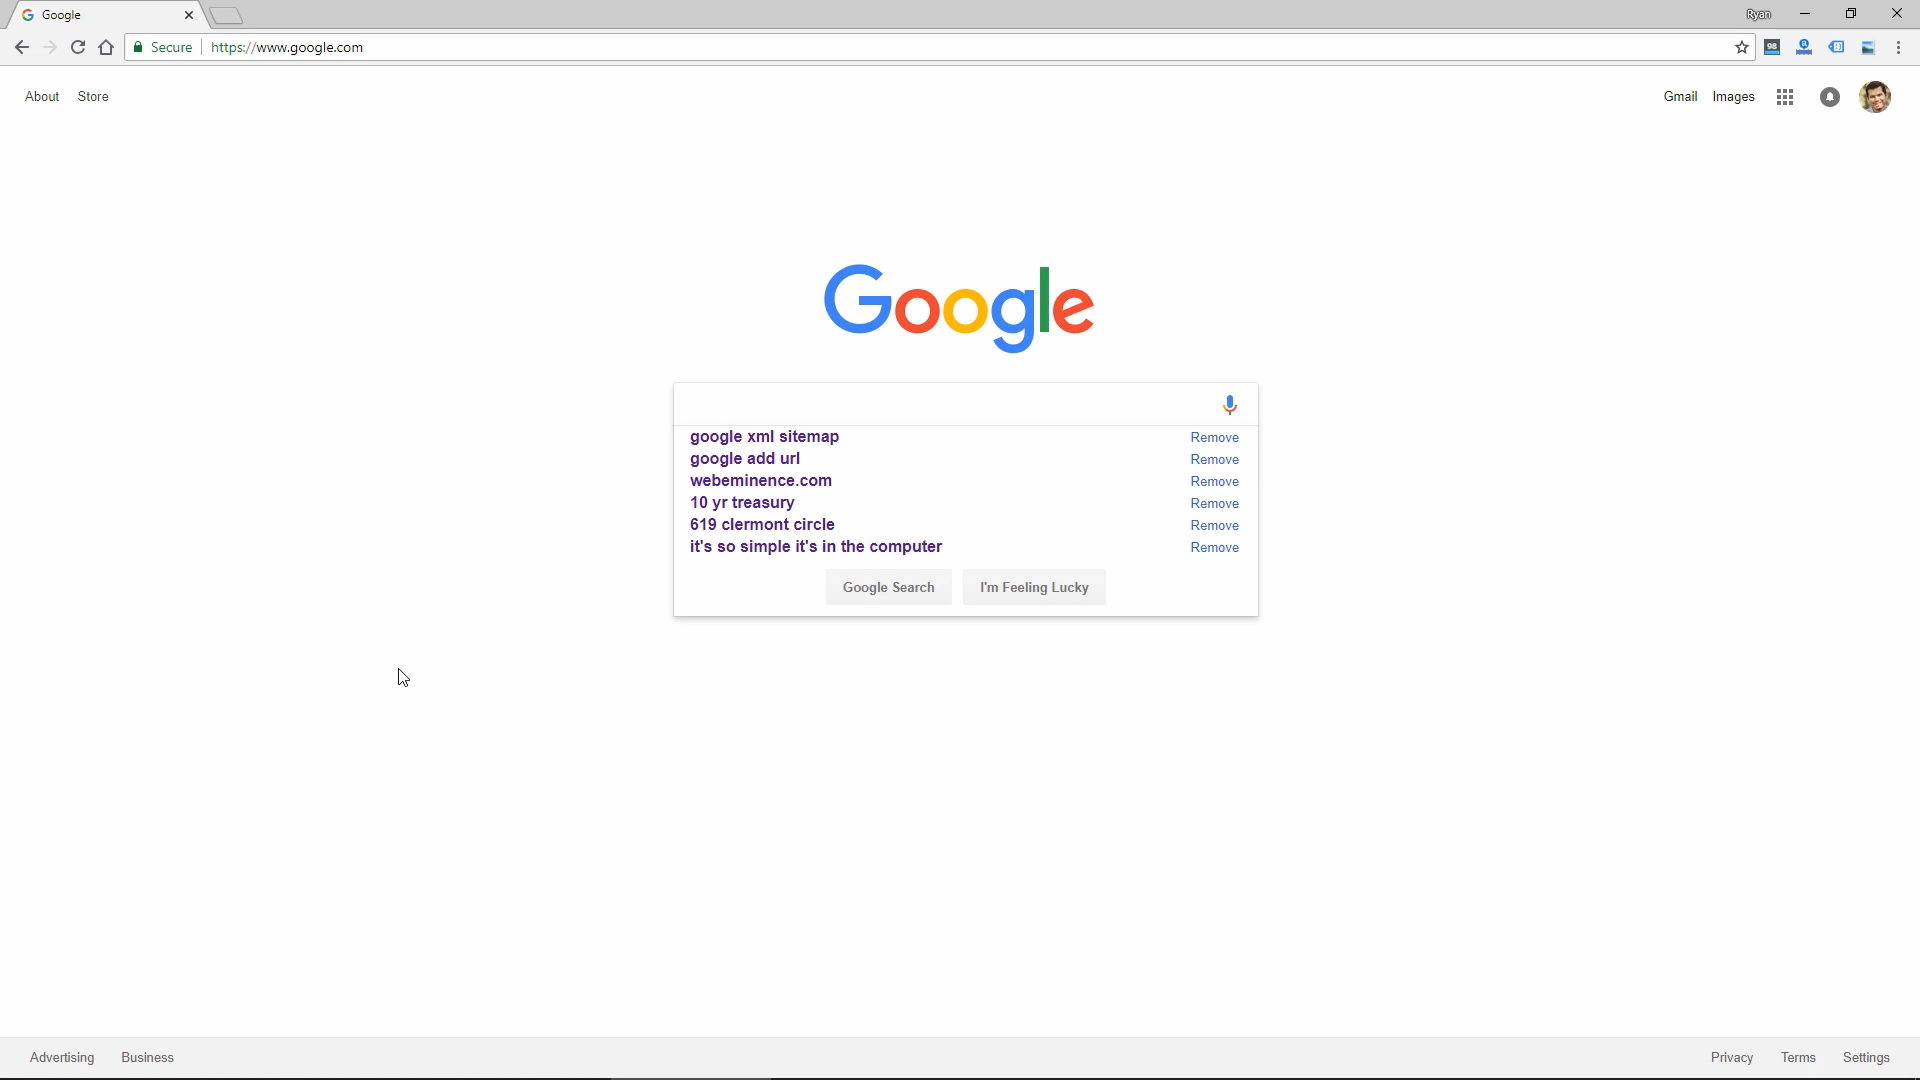 Google
Ryan
Secure
https://www.google.com
98
8
About Store
Gmail Images
Google
google xml sitemap Remove
google add url Remove
webeminence.com Remove
10 yr treasury Remove
619 clermont circle Remove
it's so simple it's in the computer Remove
Google Search I'm Feeling Lucky
Advertising Business
Privacy Terms Settings